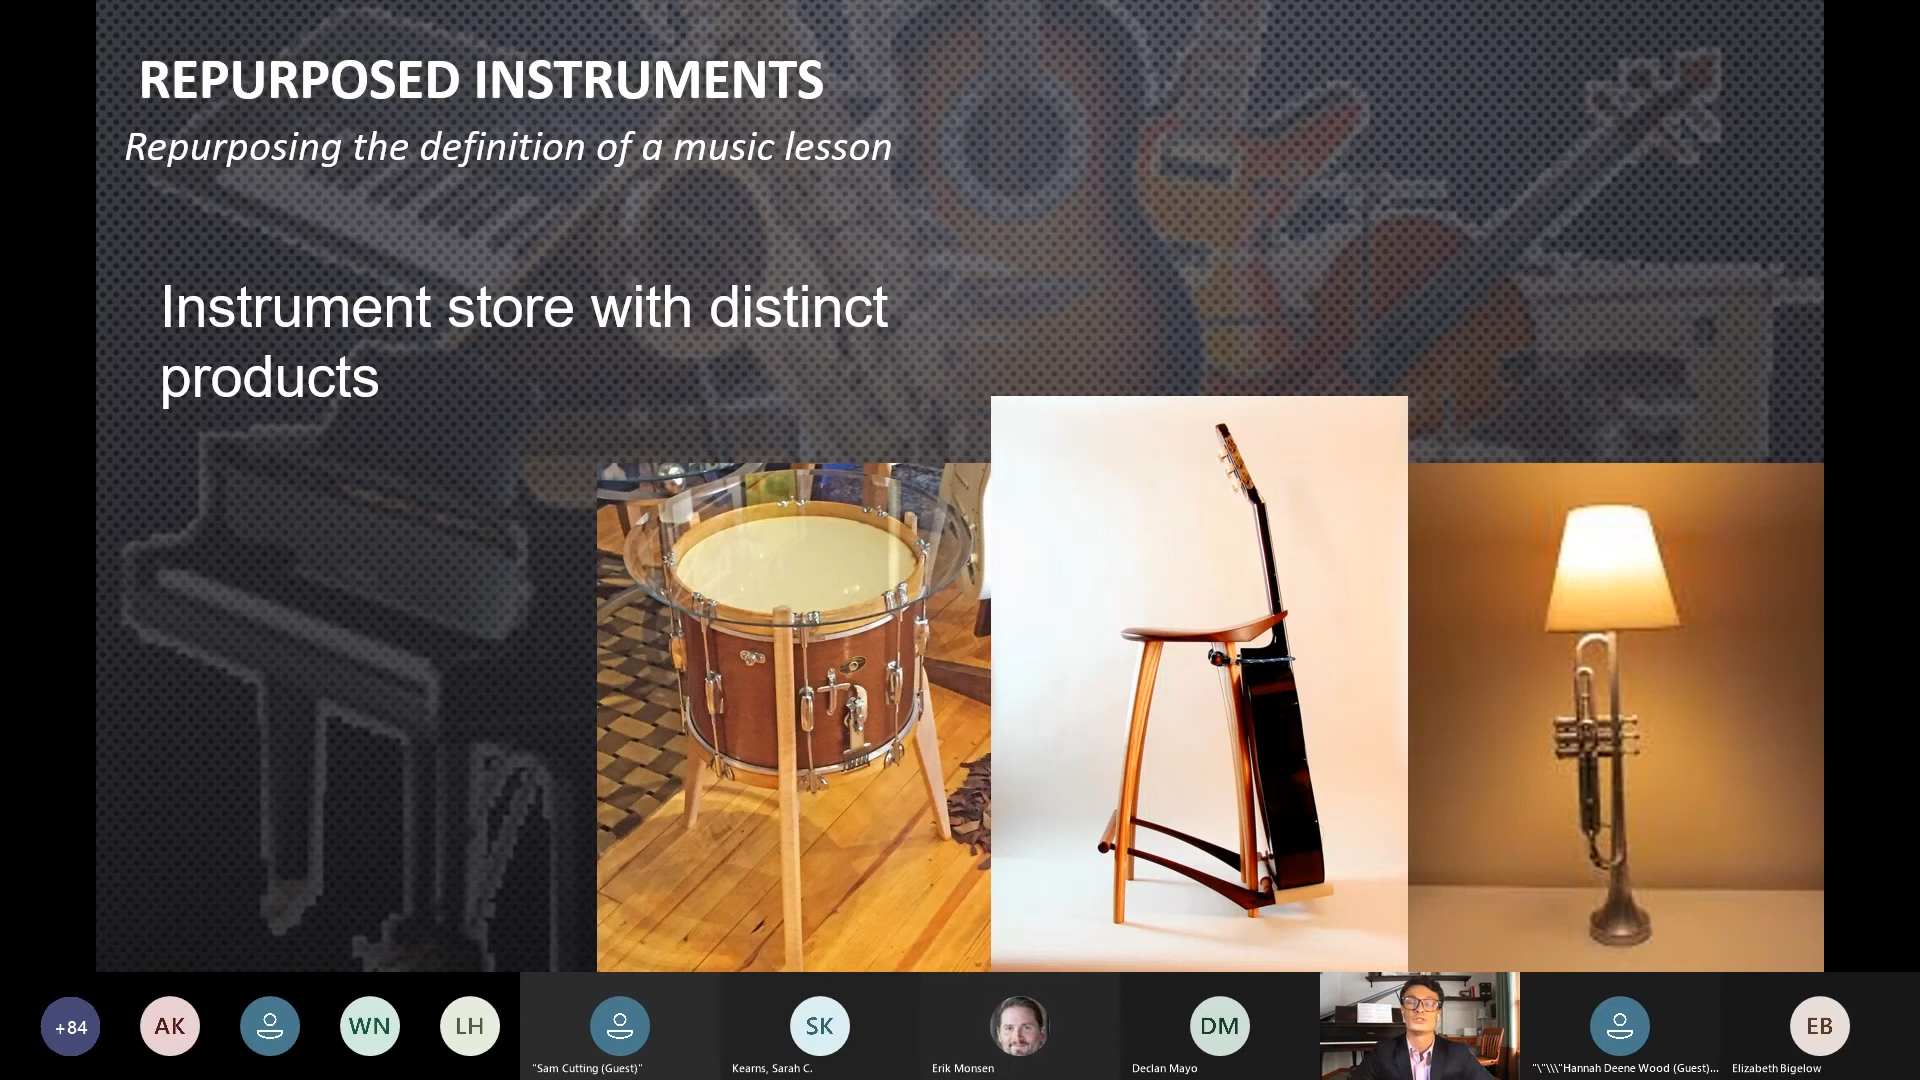 REPURPOSED INSTRUMENTS
Repurposing the definition of a music lesson
Instrument store with distinct
products
+84
AK
WN
LH
SK
DM
EB
"Sam Cutting (Guest)"
Kearns, Sarah C.
Erik Monsen
Declan Mayo
"\"\\\"Hannah Deene Wood (Guest)...
Elizabeth Bigelow